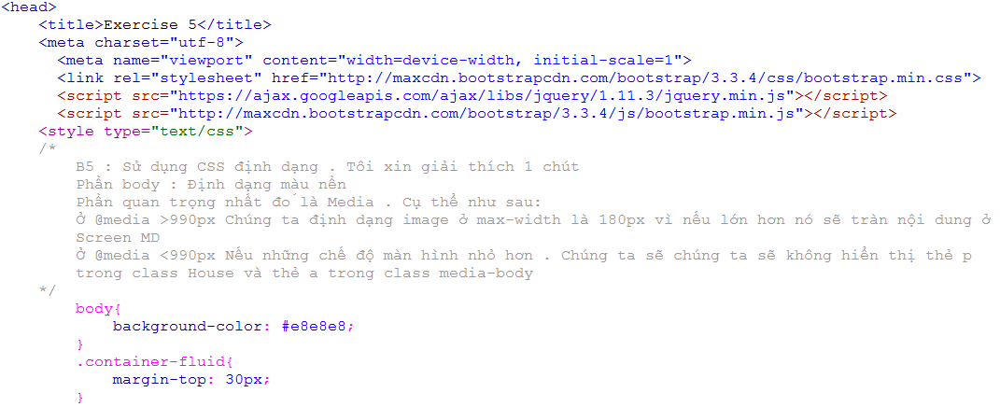 <head>
<title>Exercise 5</title>
<meta charset="utf-8">
<meta name="viewport" content="width=device-width, initial-scale=1">
<link rel="stylesheet" href="http://maxcdn.bootstrapcdn.com/bootstrap/3.3.4/css/bootstrap.min.css">
<script src="https://ajax.googleapis.com/ajax/libs/jquery/1.11.3/jquery.min.js"></script>
<script src="http://maxcdn.bootstrapcdn.com/bootstrap/3.3.4/js/bootstrap.min.js"></script>
<style type="text/css">
/*
B5 : Sử dụng CSS định dạng . Tôi xin giải thích 1 chút
Phần body : Định dạng màu nền
Phần quan trọng nhất đó là Media . Cụ thể như sau:
Ở @media >990px Chúng ta định dạng image ở max-width là 180px vì nếu lớn hơn nó sẽ tràn nội dung ở
Screen MD
Ở @media <990px Nếu những chế độ màn hình nhỏ hơn . Chúng ta sẽ chúng ta sẽ không hiển thị thẻ p
trong class House và thẻ a trong class media-body
*/
body{
background-color: #e8e8e8;
}
.container-fluid{
margin-top: 30px;
}